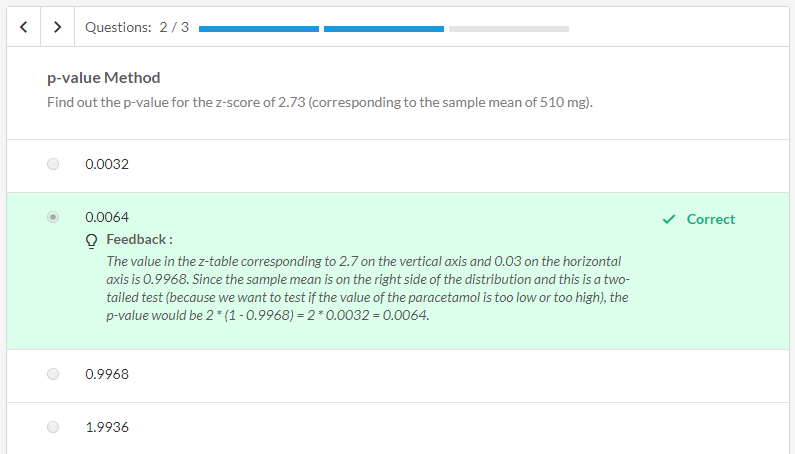 Questions: 2 / 3
p-value Method
Find out the p-value for the z-score of 2.73 (corresponding to the sample mean of 510 mg).
0.0032
0.0064
Correct
Feedback :
The value in the z-table corresponding to 2.7 on the vertical axis and 0.03 on the horizontal
axis is 0.9968. Since the sample mean is on the right side of the distribution and this is a two-
tailed test (because we want to test if the value of the paracetamol is too low or too high), the
p-value would be 2 * (1 - 0.9968) = 2 * 0.0032 = 0.0064.
0.9968
1.9936